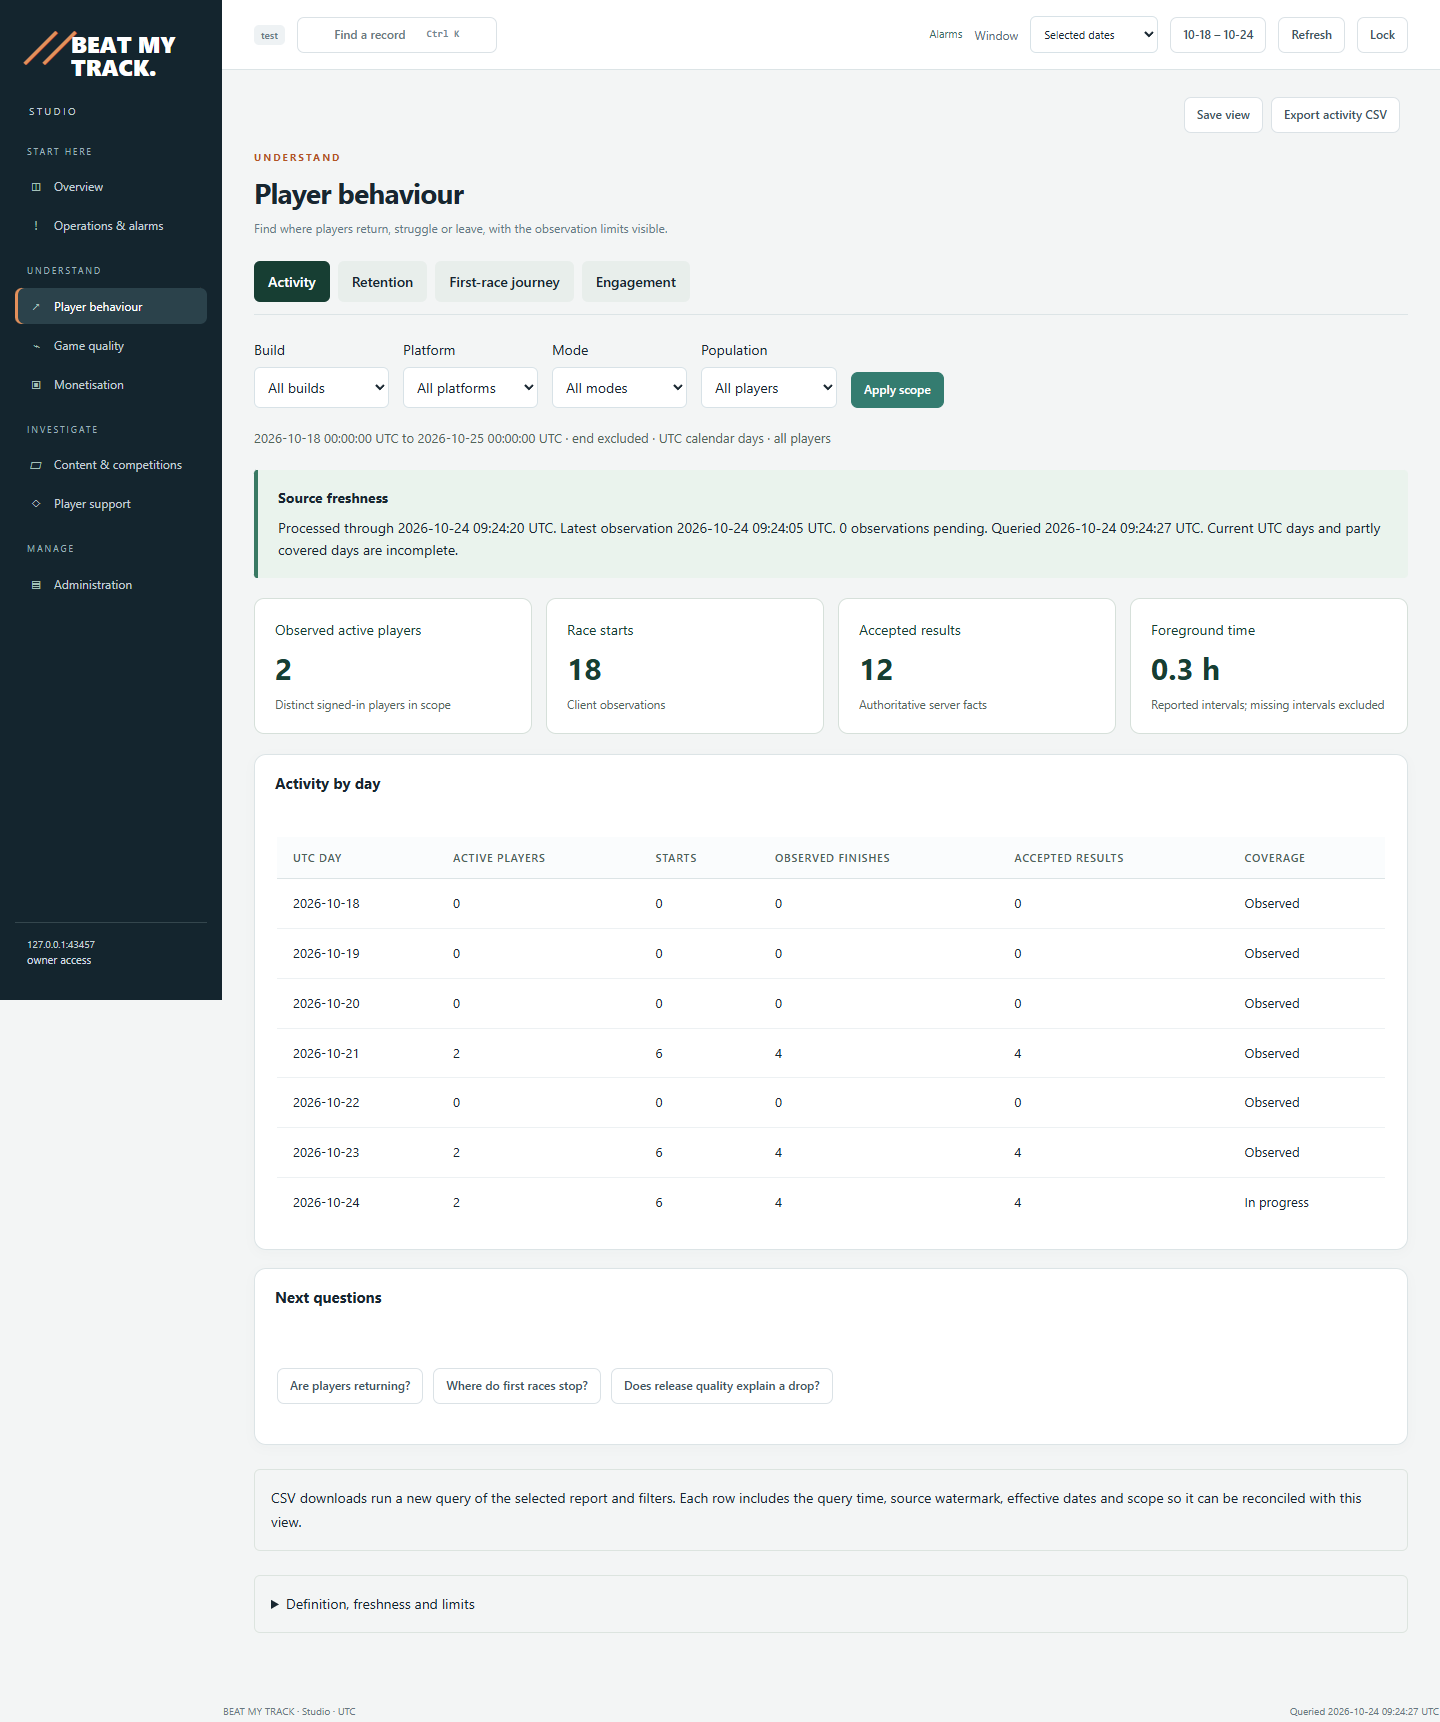 BEAT MY
TRACK.
STUDIO
START HERE
Overview
! Operations & alarms
UNDERSTAND
Player behaviour
Game quality
Monetisation
INVESTIGATE
Content & competitions
Player support
MANAGE
Administration
127.0.0.1:43457
owner access
test
Find a record Ctrl K
Alarms Window Selected dates 10-18 – 10-24 Refresh Lock
Save view Export activity CSV
UNDERSTAND
Player behaviour
Find where players return, struggle or leave, with the observation limits visible.
Activity Retention First-race journey Engagement
Build Platform Mode Population
All builds All platforms All modes All players Apply scope
2026-10-18 00:00:00 UTC to 2026-10-25 00:00:00 UTC · end excluded · UTC calendar days · all players
Source freshness
Processed through 2026-10-24 09:24:20 UTC. Latest observation 2026-10-24 09:24:05 UTC. 0 observations pending. Queried 2026-10-24 09:24:27 UTC. Current UTC days and partly
covered days are incomplete.
Observed active players
2
Distinct signed-in players in scope
Race starts
18
Client observations
Accepted results
12
Authoritative server facts
Foreground time
0.3 h
Reported intervals; missing intervals excluded
Activity by day
UTC DAY ACTIVE PLAYERS STARTS OBSERVED FINISHES ACCEPTED RESULTS COVERAGE
2026-10-18 0 0 0 0 Observed
2026-10-19 0 0 0 0 Observed
2026-10-20 0 0 0 0 Observed
2026-10-21 2 6 4 4 Observed
2026-10-22 0 0 0 0 Observed
2026-10-23 2 6 4 4 Observed
2026-10-24 2 6 4 4 In progress
Next questions
Are players returning? Where do first races stop? Does release quality explain a drop?
CSV downloads run a new query of the selected report and filters. Each row includes the query time, source watermark, effective dates and scope so it can be reconciled with this
view.
Definition, freshness and limits
BEAT MY TRACK · Studio · UTC
Queried 2026-10-24 09:24:27 UTC